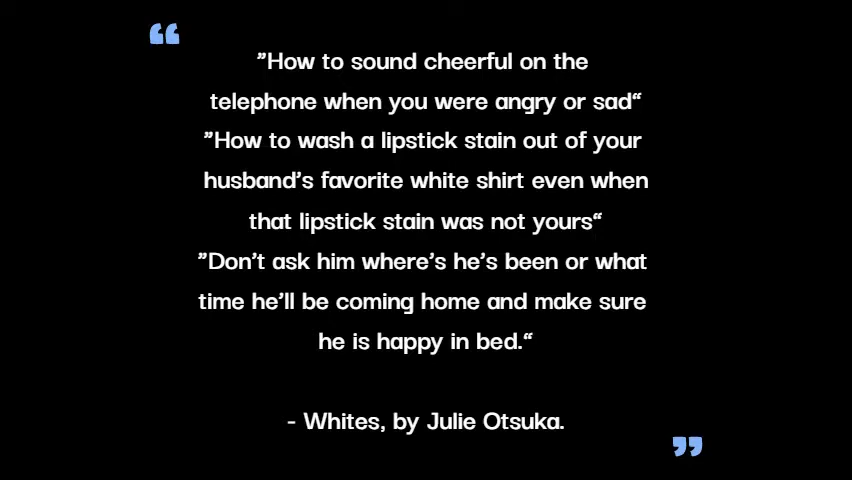 “
”How to sound cheerful on the
telephone when you were angry or sad“
”How to wash a lipstick stain out of your
husband’s favorite white shirt even when
that lipstick stain was not yours“
”Don’t ask him where’s he’s been or what
time he’ll be coming home and make sure
he is happy in bed.“
- Whites, by Julie Otsuka.
”